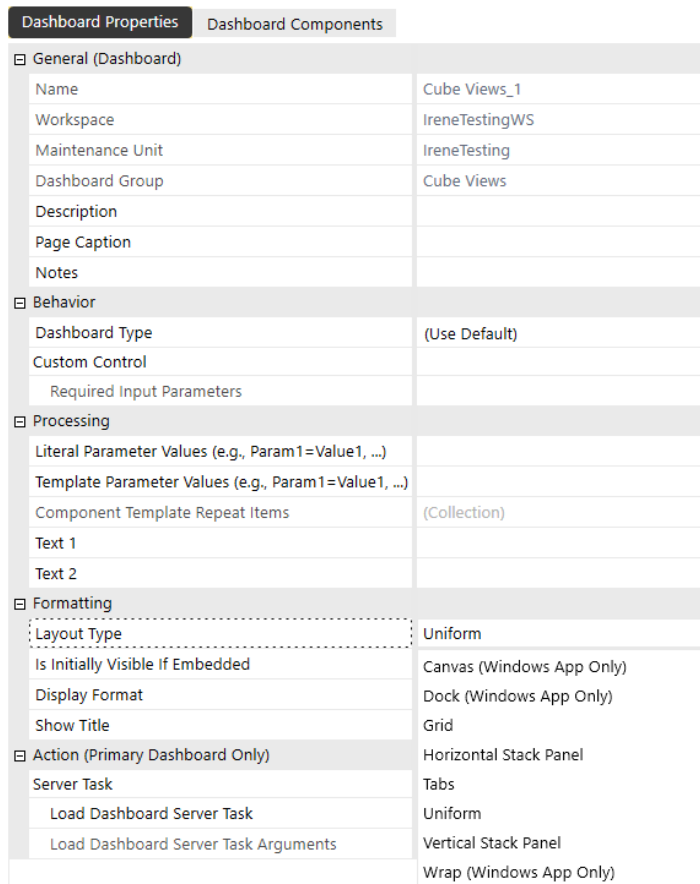 Dashboard Properties Dashboard Components
General (Dashboard)
Name Cube Views_1
Workspace IreneTestingWS
Maintenance Unit IreneTesting
Dashboard Group Cube Views
Description
Page Caption
Notes
Behavior
Dashboard Type (Use Default)
Custom Control
Required Input Parameters
Processing
Literal Parameter Values (e.g., Param1=Value1, ...)
Template Parameter Values (e.g., Param1=Value1, ...)
Component Template Repeat Items (Collection)
Text 1
Text 2
Formatting
Layout Type Uniform
Is Initially Visible If Embedded Canvas (Windows App Only)
Display Format Dock (Windows App Only)
Show Title Grid
Action (Primary Dashboard Only) Horizontal Stack Panel
Server Task Tabs
Load Dashboard Server Task Uniform
Load Dashboard Server Task Arguments Vertical Stack Panel
Wrap (Windows App Only)